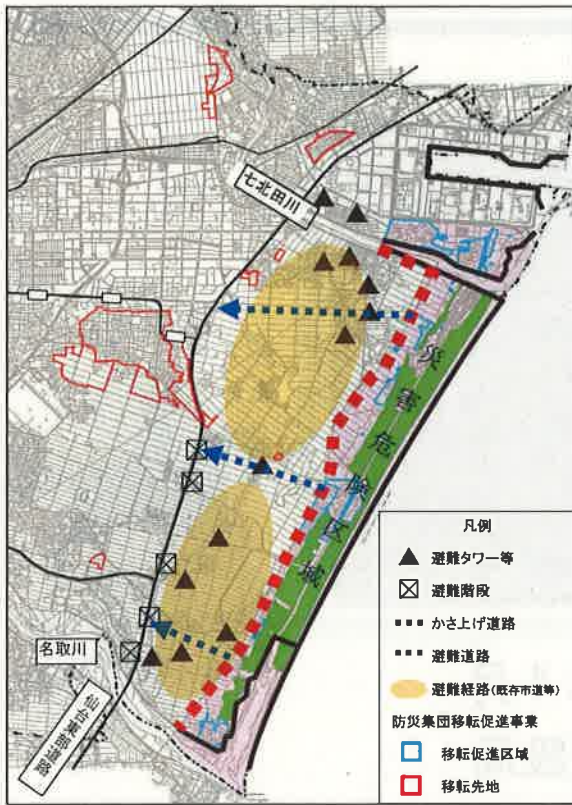 七北田川
災害危険区域
名取川
仙台東部道路
凡例
避難タワー等
避難階段
かさ上げ道路
避難道路
避難経路(既存市道等)
防災集団移転促進事業
移転促進区域
移転先地